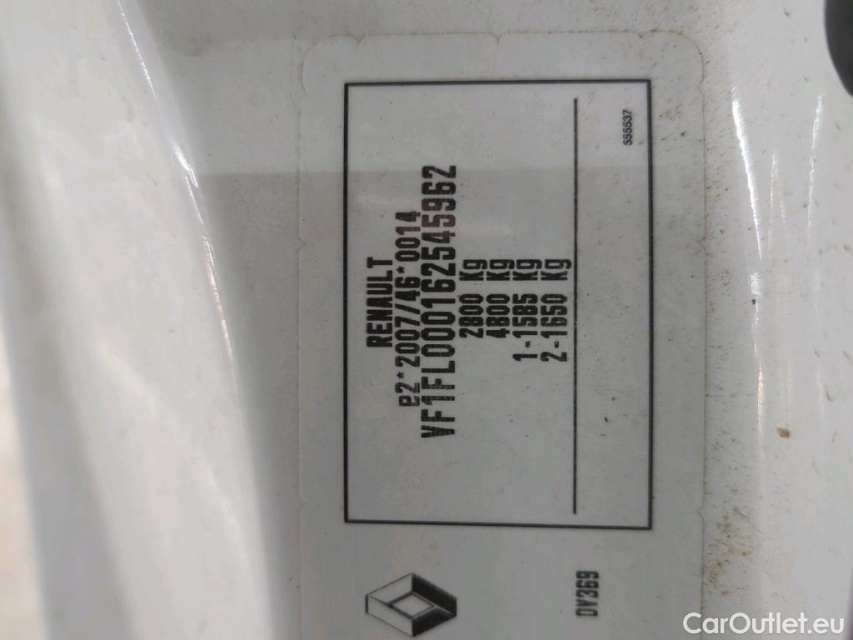 RENAULT
e2*2007/46*0014
VF1FL000162545962
2800 Kg
4800 Kg
1-1585 Kg
2-1650 Kg
555537
DV369
CarOutlet.eu